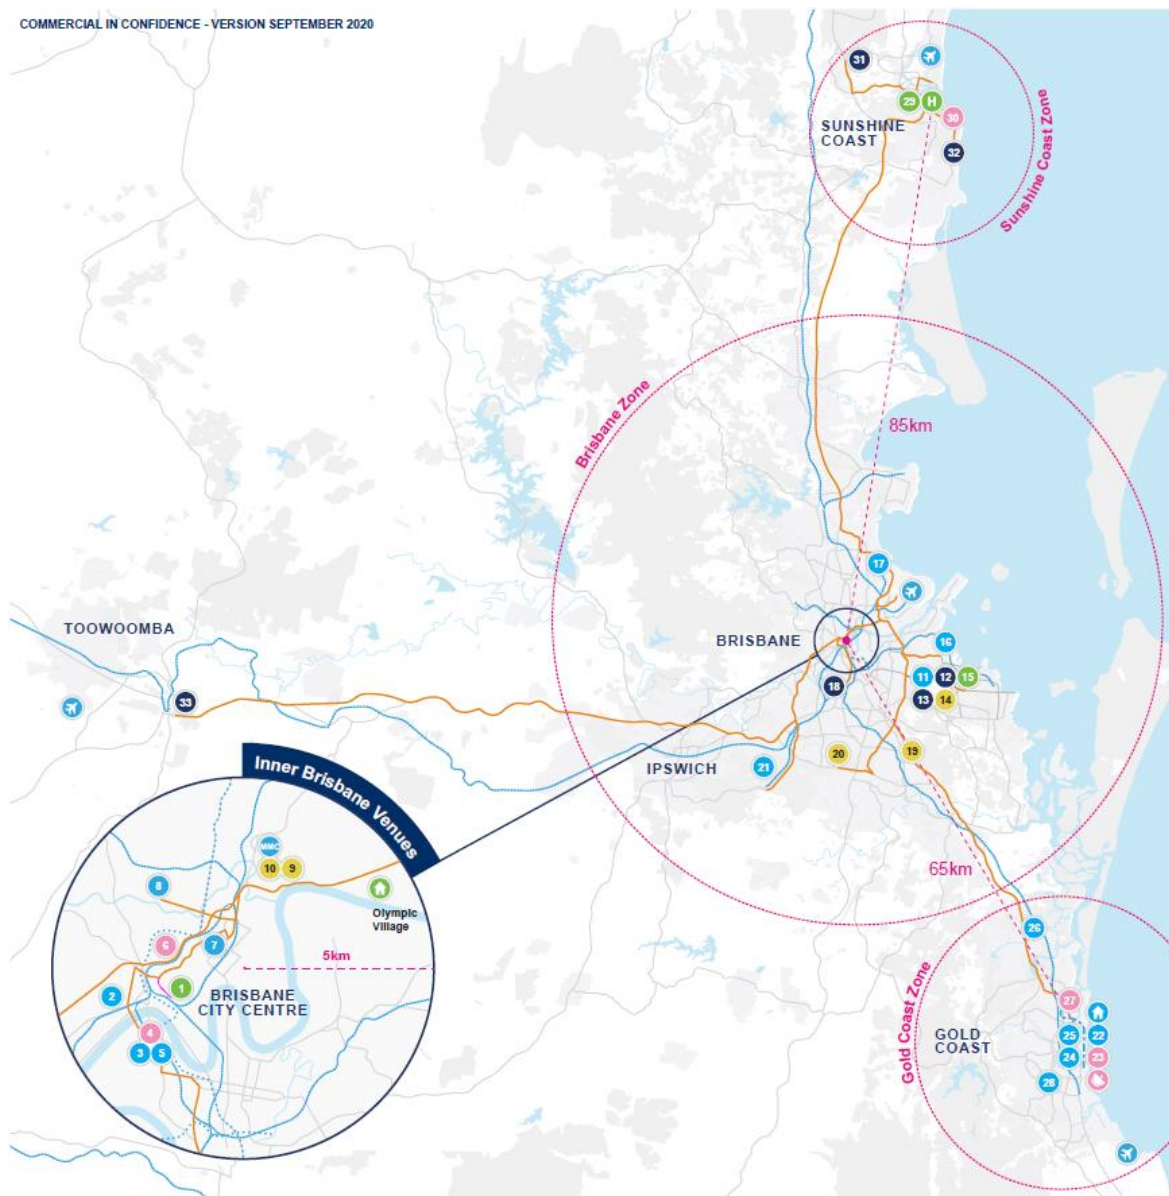 COMMERCIAL IN CONFIDENCE - VERSION SEPTEMBER 2020
31
29
H
30
SUNSHINE
COAST
32
Sunshine Coast Zone
Brisbane Zone
85km
17
TOOWOOMBA
BRISBANE
16
11
12
15
18
13
14
33
19
20
IPSWICH
21
Inner Brisbane Venues
MMC
10
9
8
Olympic
Village
6
7
5km
1
2
BRISBANE
CITY CENTRE
4
3
5
65km
26
Gold Coast Zone
27
GOLD
COAST
25
22
24
23
28